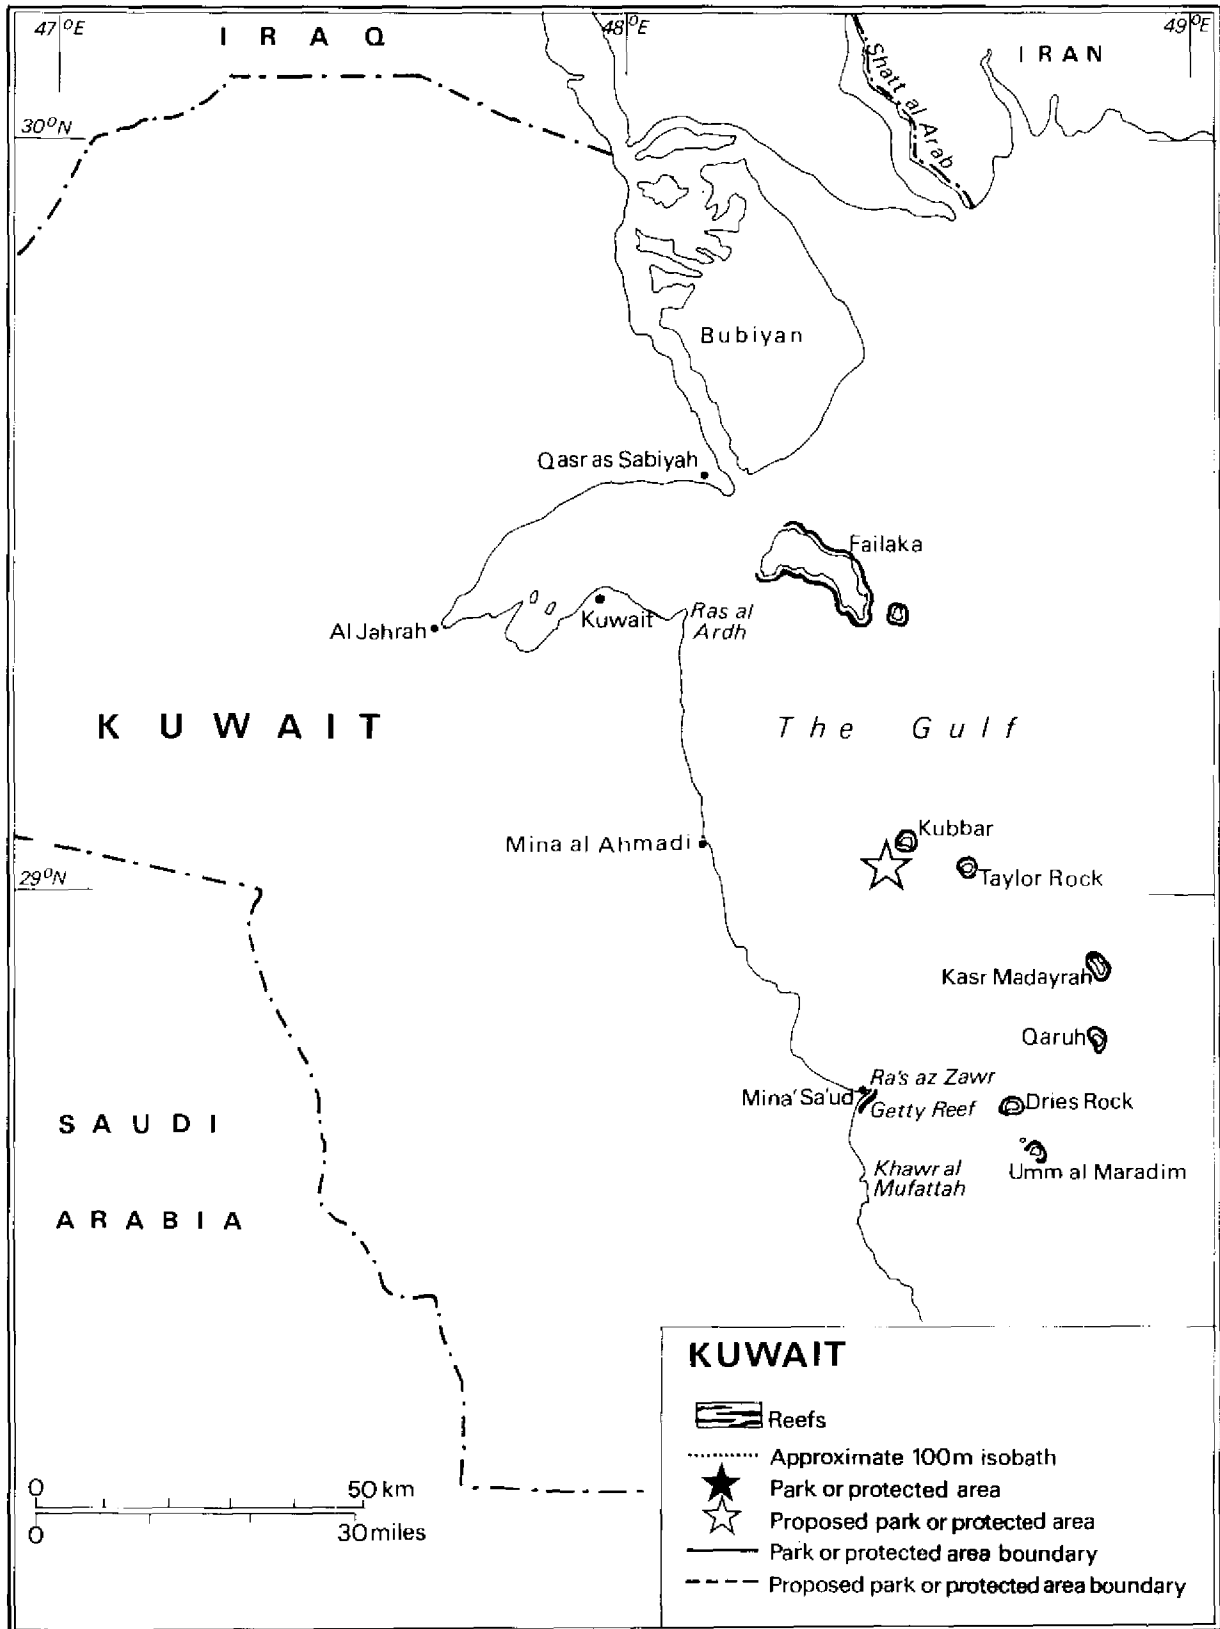 47°E
I R A Q
48°E
49°E
I R A N
Shatt al Arab
30°N
Bubiyan
Qasr as Sabiyah
Failaka
Al Jahrah
Kuwait
Ras al
Ardh
K U W A I T
The Gulf
Kubbar
Mina al Ahmadi
Taylor Rock
29°N
Kasr Madayrah
Qaruh
Ra's az Zawr
Mina' Sa'ud
Getty Reef
Dries Rock
S A U D I
Khawr al
Mufattah
Umm al Maradim
A R A B I A
KUWAIT
Reefs
Approximate 100m isobath
Park or protected area
Proposed park or protected area
Park or protected area boundary
Proposed park or protected area boundary
0 50 km
0 30 miles